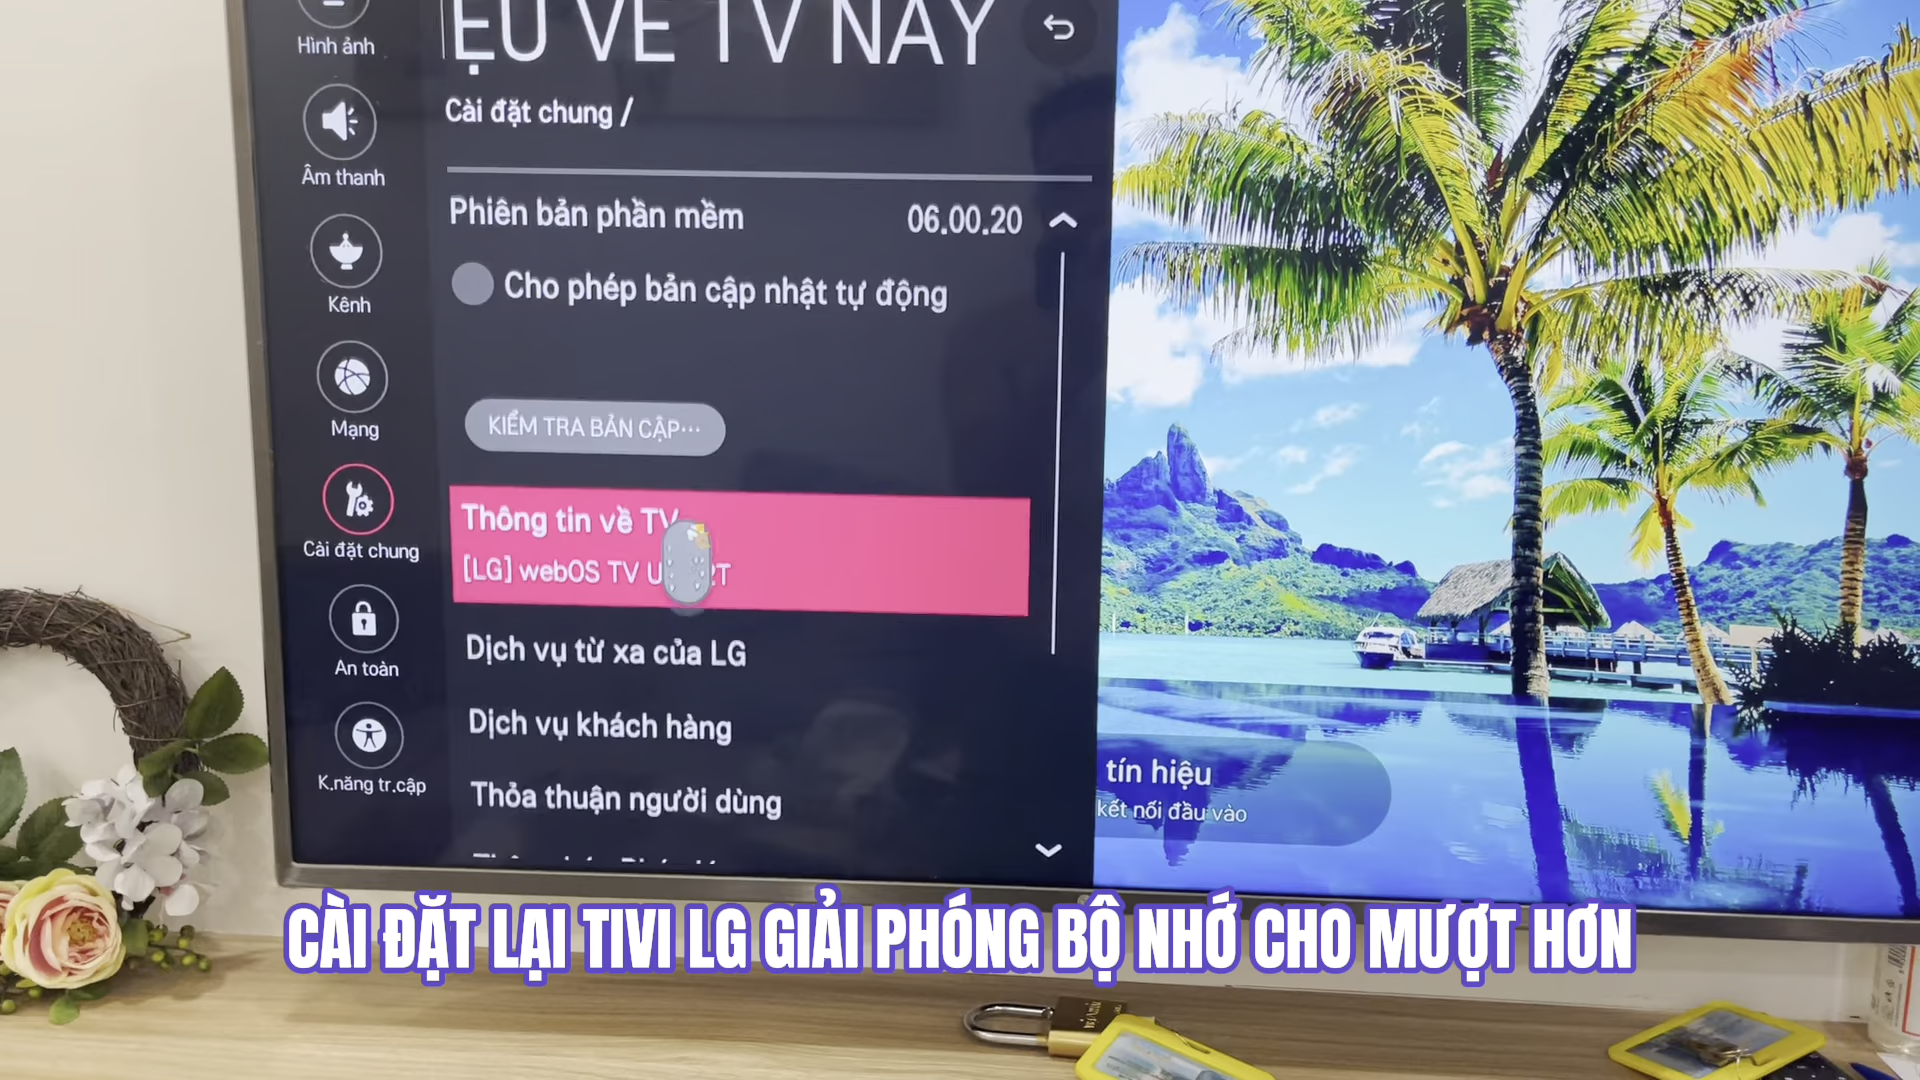 Hình ảnh
ỆU VỀ TV NÀY
Cài đặt chung /
Âm thanh
Phiên bản phần mềm 06.00.20
Cho phép bản cập nhật tự động
Kênh
KIỂM TRA BẢN CẬP...
Mạng
Thông tin về TV
[LG] webOS TV
Cài đặt chung
Dịch vụ từ xa của LG
An toàn
Dịch vụ khách hàng
K.năng tr.cập
Thỏa thuận người dùng
tín hiệu
kết nối đầu vào
CÀI ĐẶT LẠI TIVI LG GIẢI PHÓNG BỘ NHỚ CHO MƯỢT HƠN